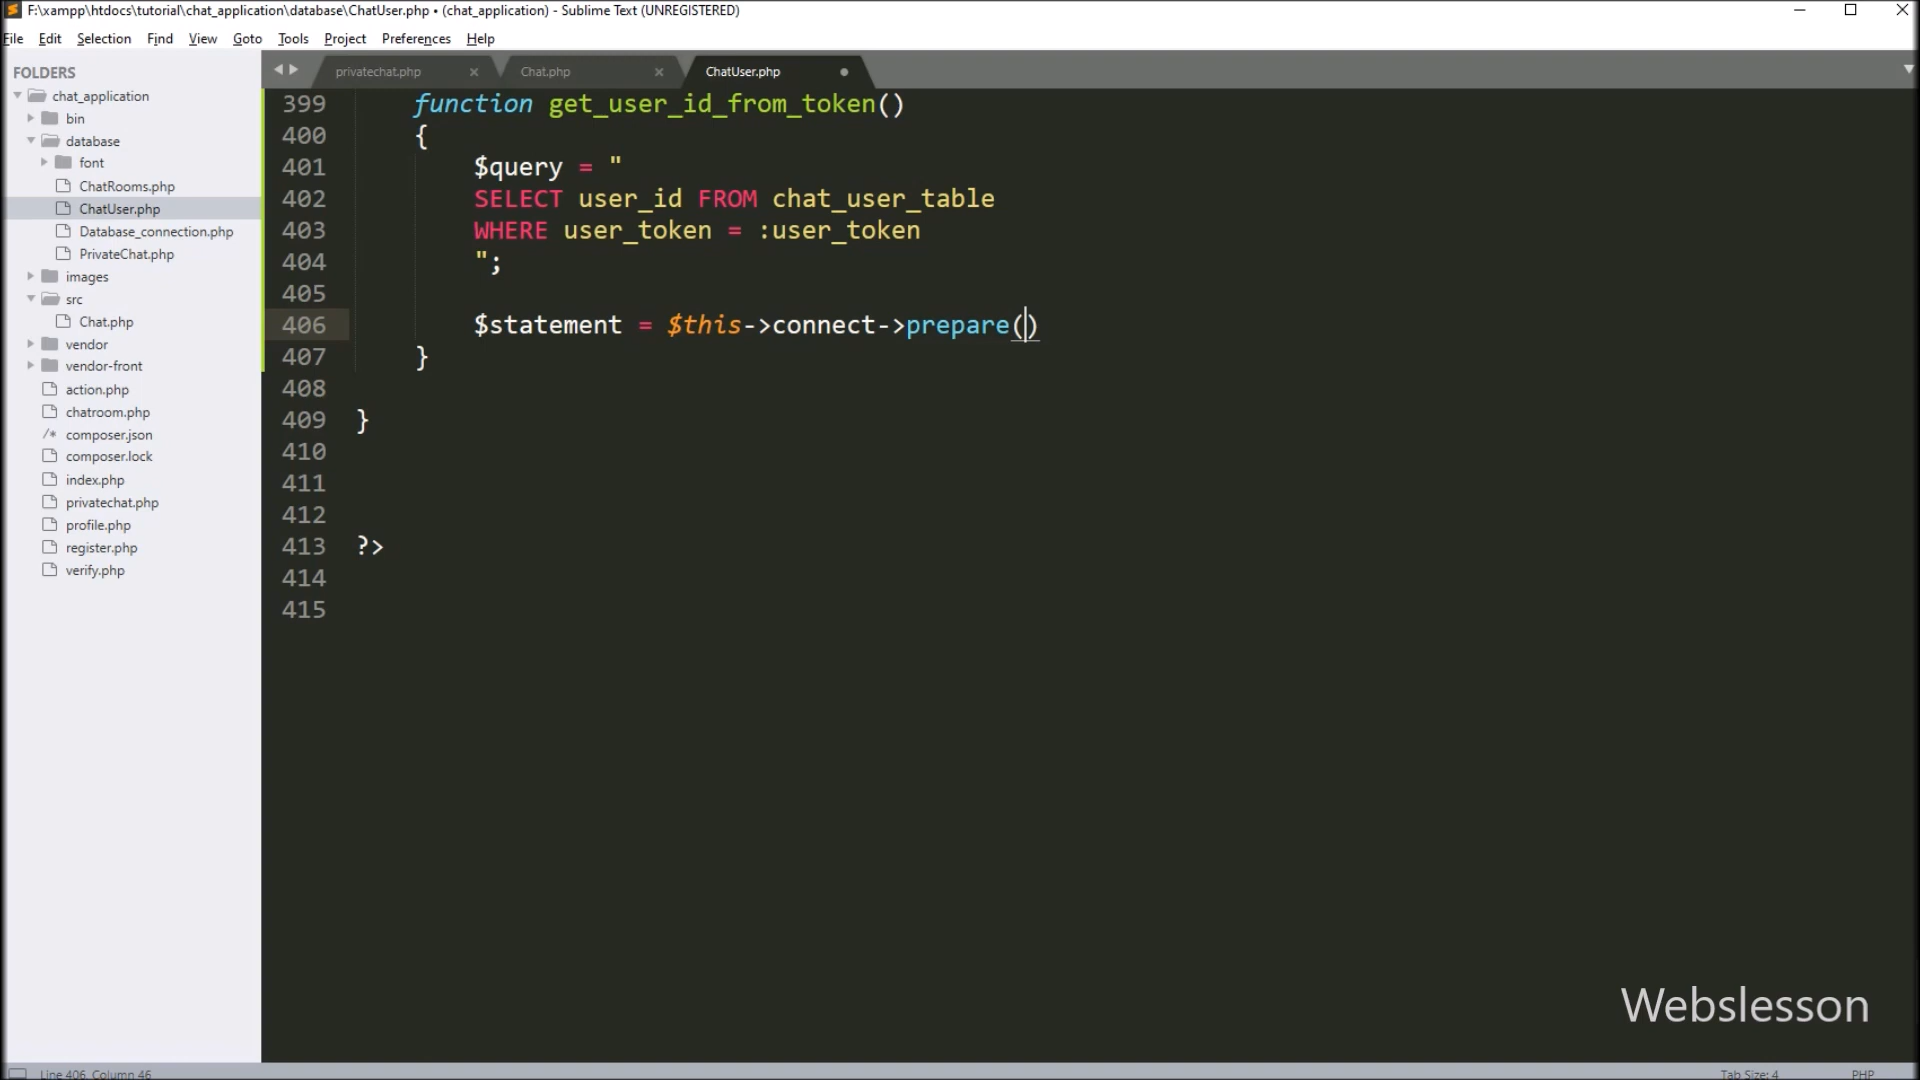 F:\xampp\htdocs\tutorial\chat_application\database\ChatUser.php • (chat_application) - Sublime Text (UNREGISTERED)
File Edit Selection Find View Goto Tools Project Preferences Help
FOLDERS
chat_application
bin
database
font
ChatRooms.php
ChatUser.php
Database_connection.php
PrivateChat.php
images
src
Chat.php
vendor
vendor-front
action.php
chatroom.php
/* composer.json
composer.lock
index.php
privatechat.php
profile.php
register.php
verify.php
privatechat.php × Chat.php × ChatUser.php
399 function get_user_id_from_token()
400 {
401 $query = "
402 SELECT user_id FROM chat_user_table
403 WHERE user_token = :user_token
404 ";
405
406 $statement = $this->connect->prepare()
407 }
408
409 }
410
411
412
413 ?>
414
415
Webslesson
Line 406, Column 46 Tab Size: 4 PHP